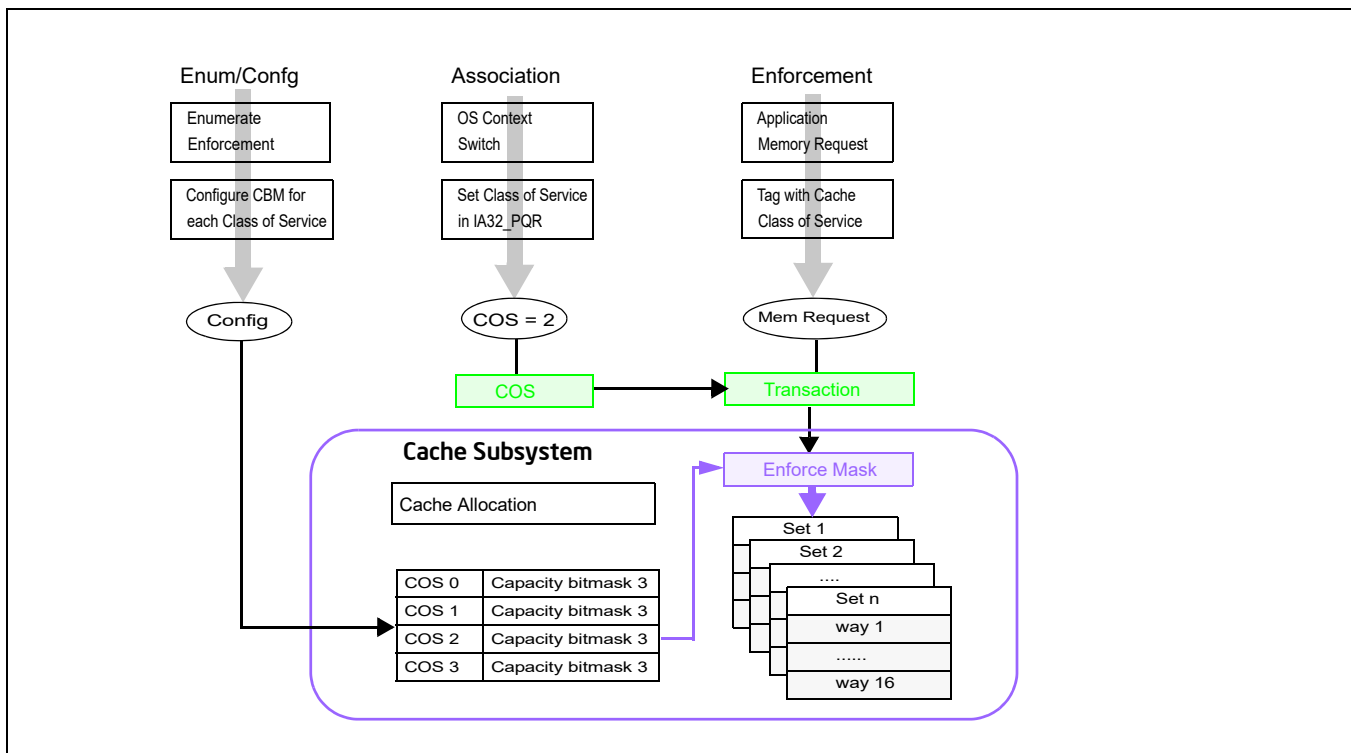 Enum/Confg
Association
Enforcement
Enumerate
Enforcement
OS Context
Switch
Application
Memory Request
Configure CBM for
each Class of Service
Set Class of Service
in IA32_PQR
Tag with Cache
Class of Service
Config
COS = 2
Mem Request
COS
Transaction
Cache Subsystem
Enforce Mask
Cache Allocation
Set 1
Set 2
....
Set n
way 1
......
way 16
COS 0 Capacity bitmask 3
COS 1 Capacity bitmask 3
COS 2 Capacity bitmask 3
COS 3 Capacity bitmask 3